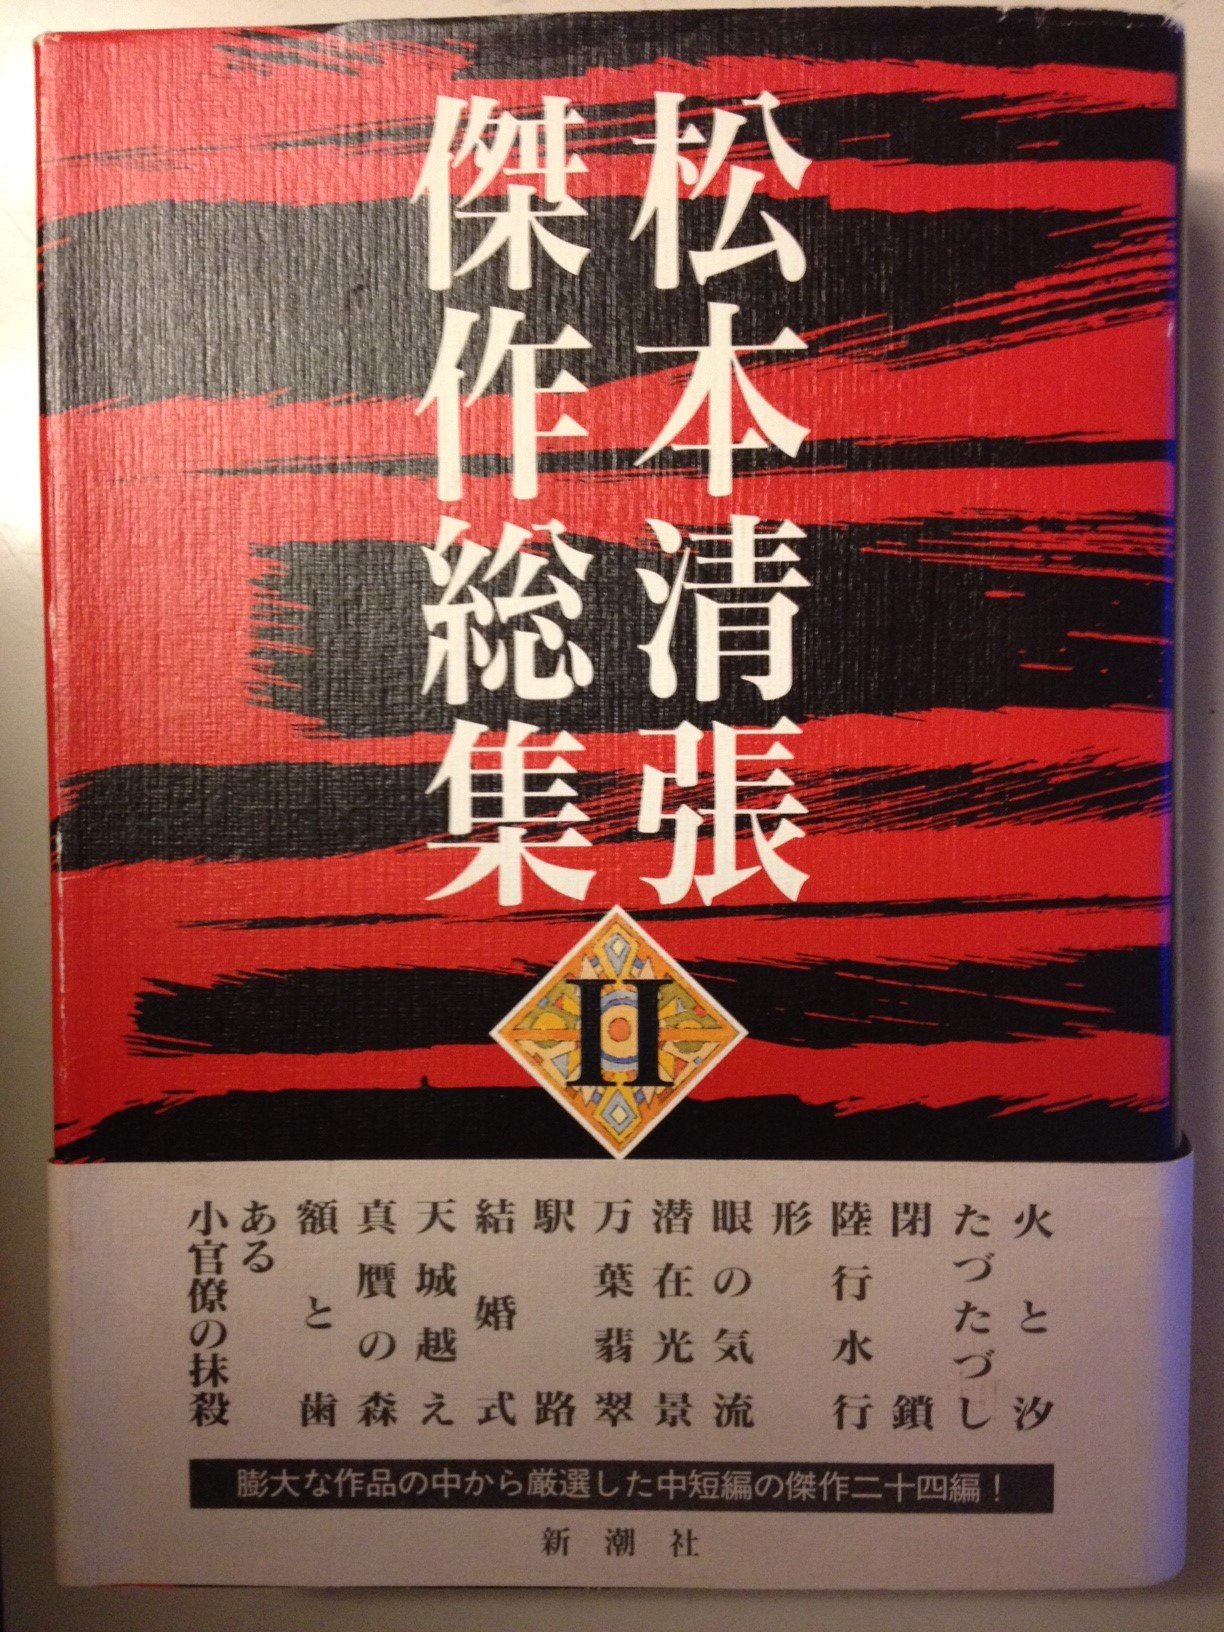 松本清張
傑作総集
II
火と汐
たづたづし
閉鎖
陸行水行
形
眼の気流
潜在光景
万葉翡翠
駅路
結婚式
天城越え
真贋の森
額と歯
ある
小官僚の抹殺
膨大な作品の中から厳選した中短編の傑作二十四編！
新潮社